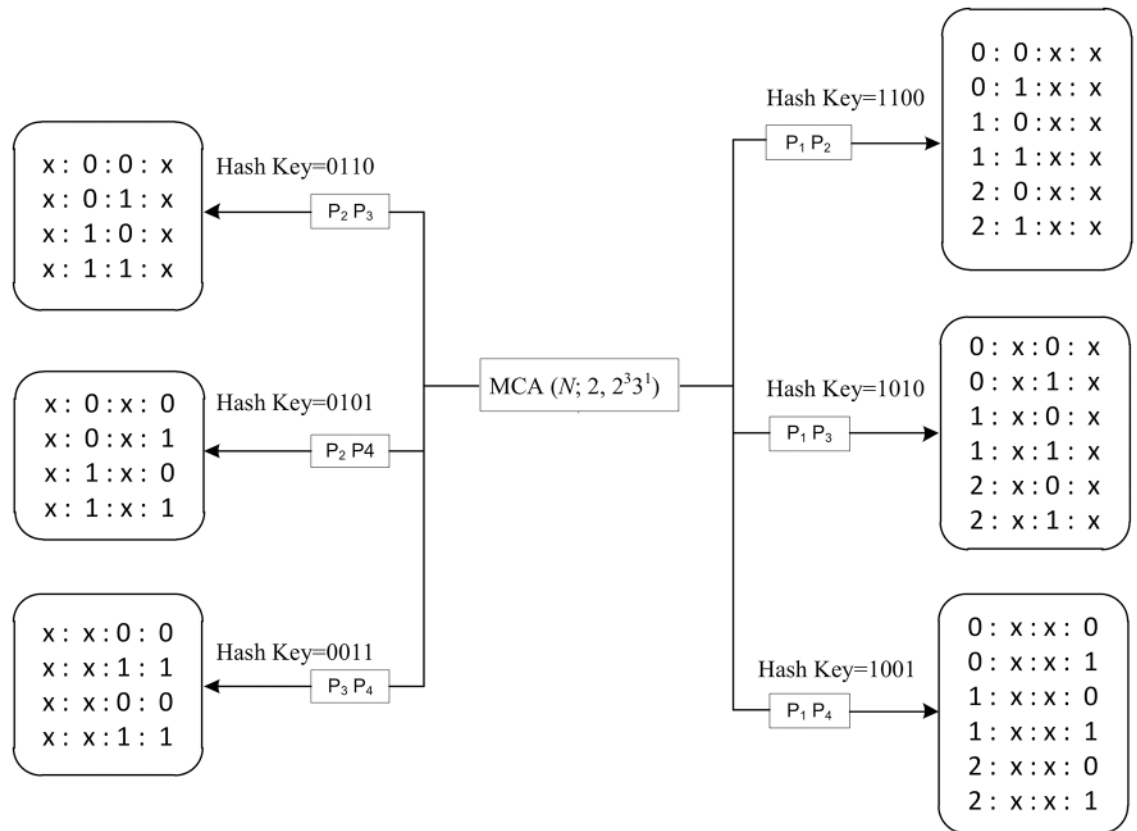 x : 0 : 0 : x
x : 0 : 1 : x
x : 1 : 0 : x
x : 1 : 1 : x
Hash Key=0110
P₂ P₃
x : 0 : x : 0
x : 0 : x : 1
x : 1 : x : 0
x : 1 : x : 1
Hash Key=0101
P₂ P4
x : x : 0 : 0
x : x : 1 : 1
x : x : 0 : 0
x : x : 1 : 1
Hash Key=0011
P₃ P₄
MCA (N; 2, 2³3¹)
Hash Key=1100
P₁ P₂
0 : 0 : x : x
0 : 1 : x : x
1 : 0 : x : x
1 : 1 : x : x
2 : 0 : x : x
2 : 1 : x : x
Hash Key=1010
P₁ P₃
0 : x : 0 : x
0 : x : 1 : x
1 : x : 0 : x
1 : x : 1 : x
2 : x : 0 : x
2 : x : 1 : x
Hash Key=1001
P₁ P₄
0 : x : x : 0
0 : x : x : 1
1 : x : x : 0
1 : x : x : 1
2 : x : x : 0
2 : x : x : 1